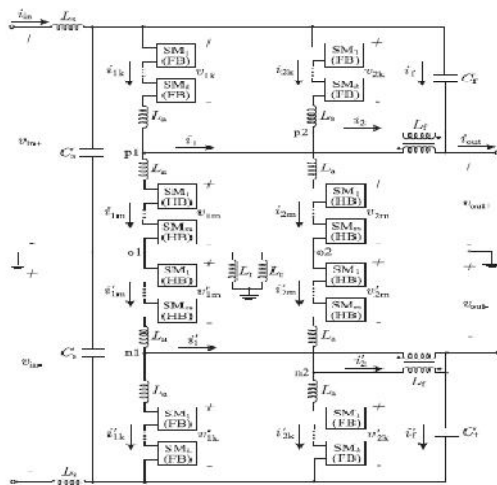 i_in L_s
SM_1 (FB) SM_1 (FB)
i_1k v_1k i_2k v_2k i_f C_f
SM_k (FB) SM_k (FB)
L_a L_a L_f
v_in+ p1 i_1 p2 i_2 i_out
C_s
L_a L_a
SM_1 (HB) SM_1 (HB)
i_1m v_1m i_2m v_2m v_out+
SM_m (HB) SM_m (HB)
o1 o2
L_t L_t
SM_1 (HB) SM_1 (HB)
i'_1m v'_1m i'_2m v'_2m v_out-
SM_m (HB) SM_m (HB)
v_in- L_a L_a
C_s n1 i'_1 n2 i'_2
L_a L_a L_f
SM_1 (FB) SM_1 (FB)
i'_1k v'_1k i'_2k v'_2k i'_f C_f
SM_k (FB) SM_k (FB)
L_s